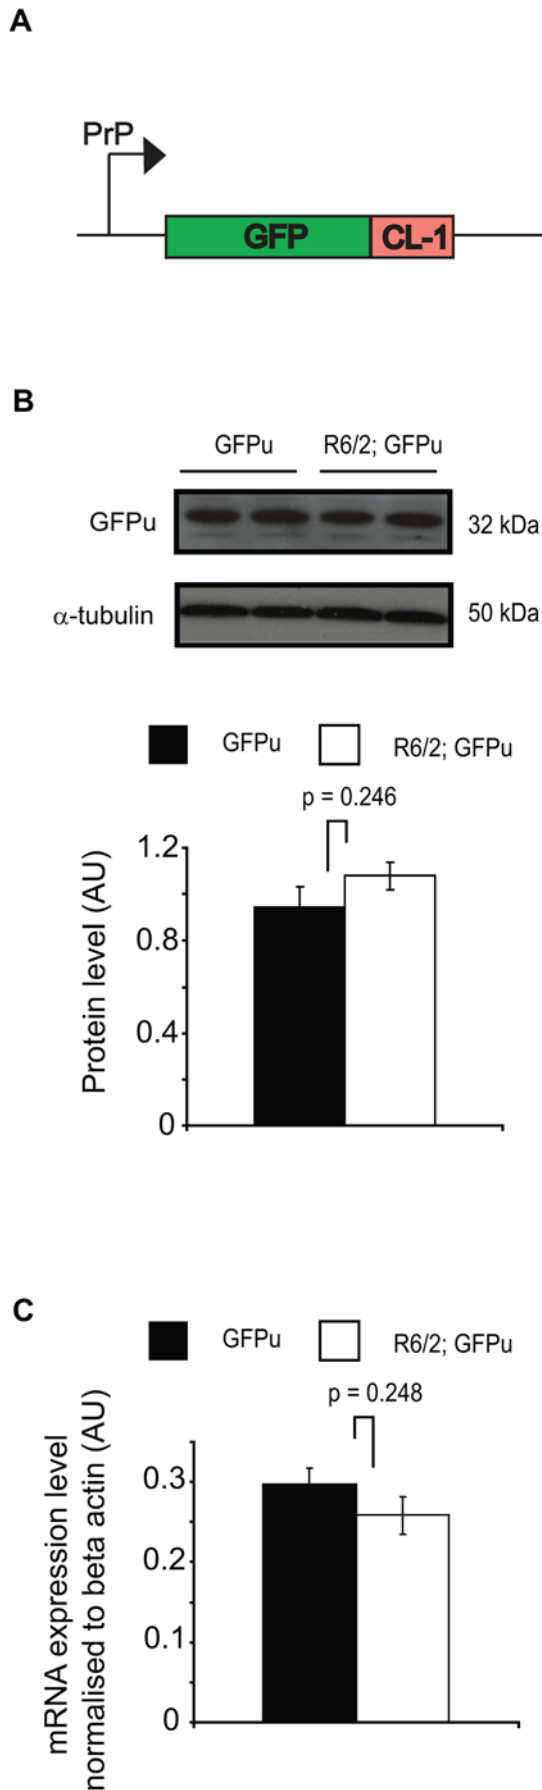 A
PrP
GFP CL-1
B
GFPu R6/2; GFPu
GFPu 32 kDa
α-tubulin 50 kDa
GFPu R6/2; GFPu
p = 0.246
Protein level (AU)
1.2
0.8
0.4
0
C
GFPu R6/2; GFPu
p = 0.248
mRNA expression level
normalised to beta actin (AU)
0.3
0.2
0.1
0